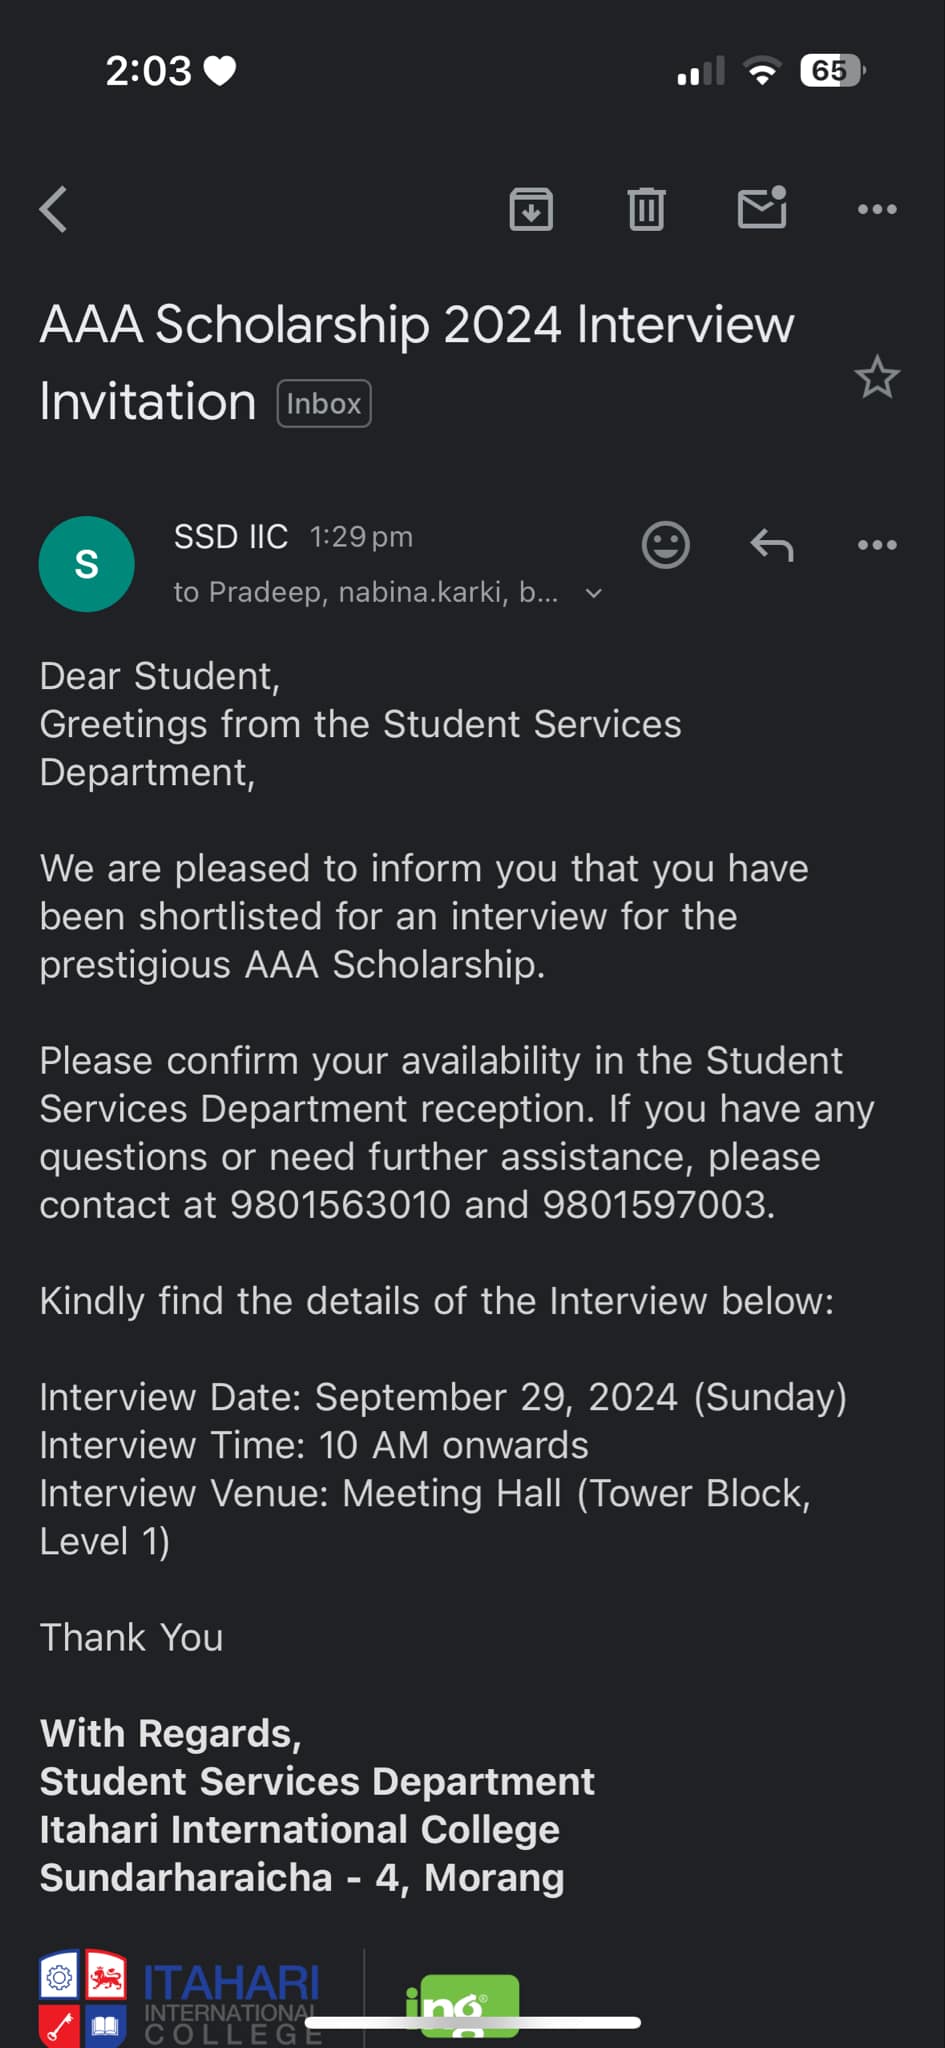 2:03
65
AAA Scholarship 2024 Interview
Invitation Inbox
S
SSD IIC 1:29 pm
to Pradeep, nabina.karki, b...
Dear Student,
Greetings from the Student Services
Department,
We are pleased to inform you that you have
been shortlisted for an interview for the
prestigious AAA Scholarship.
Please confirm your availability in the Student
Services Department reception. If you have any
questions or need further assistance, please
contact at 9801563010 and 9801597003.
Kindly find the details of the Interview below:
Interview Date: September 29, 2024 (Sunday)
Interview Time: 10 AM onwards
Interview Venue: Meeting Hall (Tower Block,
Level 1)
Thank You
With Regards,
Student Services Department
Itahari International College
Sundarharaicha - 4, Morang
ITAHARI
INTERNATIONAL
COLLEGE
ing®